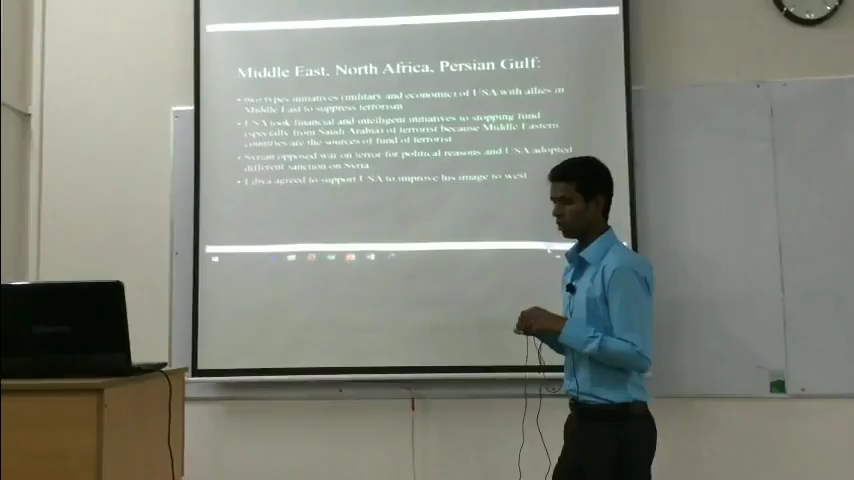 Middle East, North Africa, Persian Gulf:
• Two types initiatives (military and economic) of USA with allies in
Middle East to suppress terrorism
• USA took financial and intelligent initiatives to stopping fund
especially from Saudi Arabia) of terrorist because Middle Eastern
countries are the sources of fund of terrorist
• Syrian opposed war on terror for political reasons and USA adopted
different sanction on Syria
• Libya agreed to support USA to improve his image to west